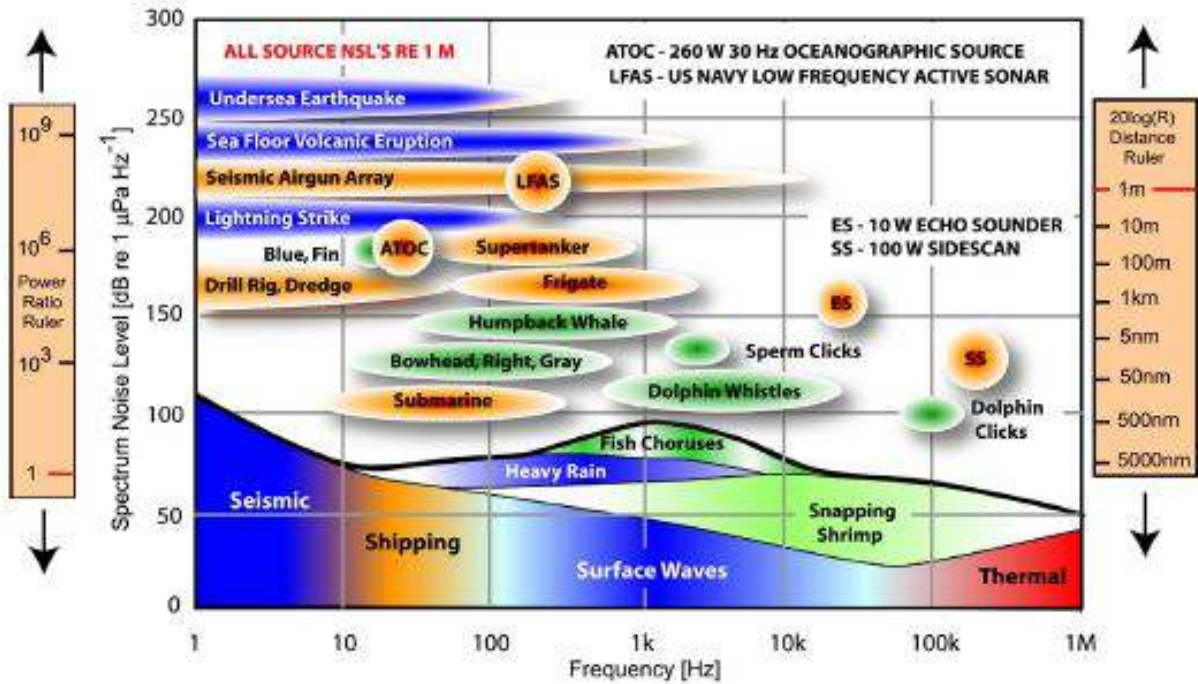 300
ALL SOURCE NSL'S RE 1 M
ATOC - 260 W 30 Hz OCEANOGRAPHIC SOURCE
LFAS - US NAVY LOW FREQUENCY ACTIVE SONAR
Undersea Earthquake
250
Sea Floor Volcanic Eruption
Seismic Airgun Array
LFAS
200
Lightning Strike
ES - 10 W ECHO SOUNDER
SS - 100 W SIDESCAN
Blue, Fin
ATOC
Supertanker
Drill Rig, Dredge
Frigate
ES
150
Humpback Whale
Sperm Clicks
Bowhead, Right, Gray
SS
Dolphin Whistles
Submarine
100
Dolphin
Clicks
Fish Choruses
Heavy Rain
Seismic
50
Snapping
Shrimp
Shipping
Surface Waves
Thermal
0
1
10
100
1k
10k
100k
1M
Frequency [Hz]
Spectrum Noise Level [dB re 1 µPa Hz⁻¹]
10⁹
10⁶
Power
Ratio
Ruler
10³
1
20log(R)
Distance
Ruler
1m
10m
100m
1km
5nm
50nm
500nm
5000nm